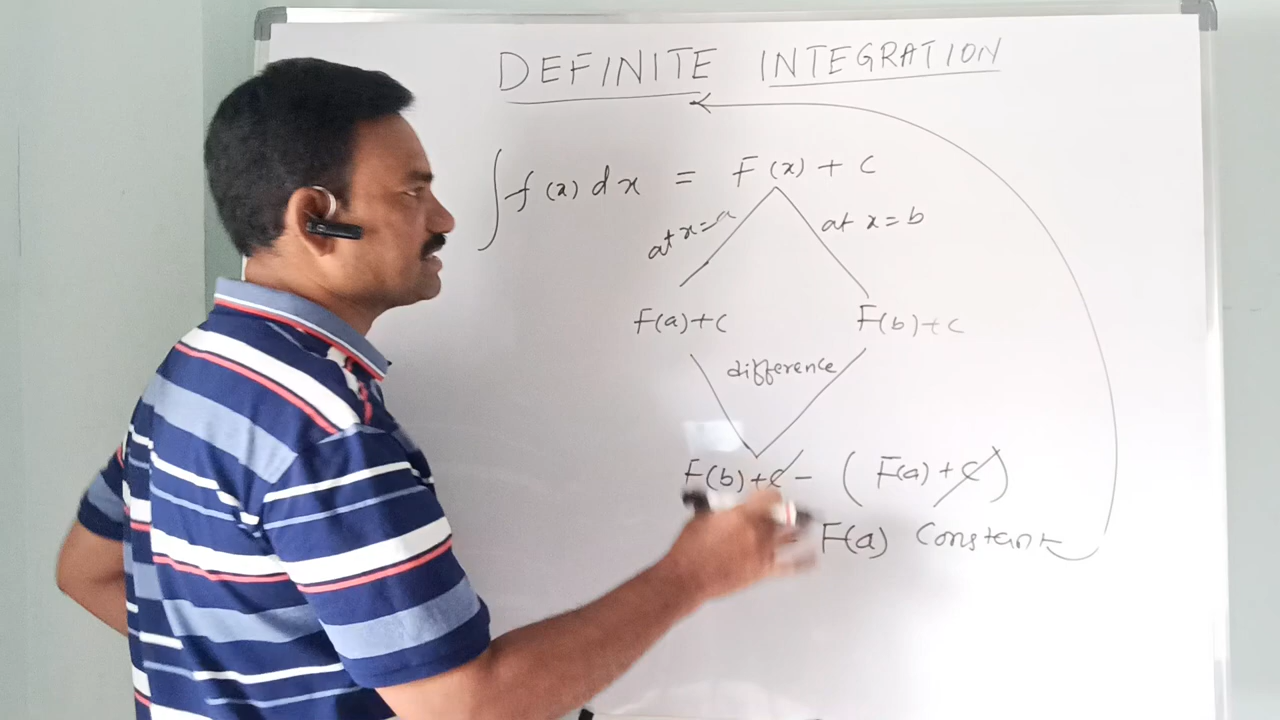 DEFINITE INTEGRATION
∫f(x)dx = F(x) + C
at x=a
at x=b
F(a)+C
F(b)+C
difference
F(b)+C - ( F(a)+C )
F(a) Constant